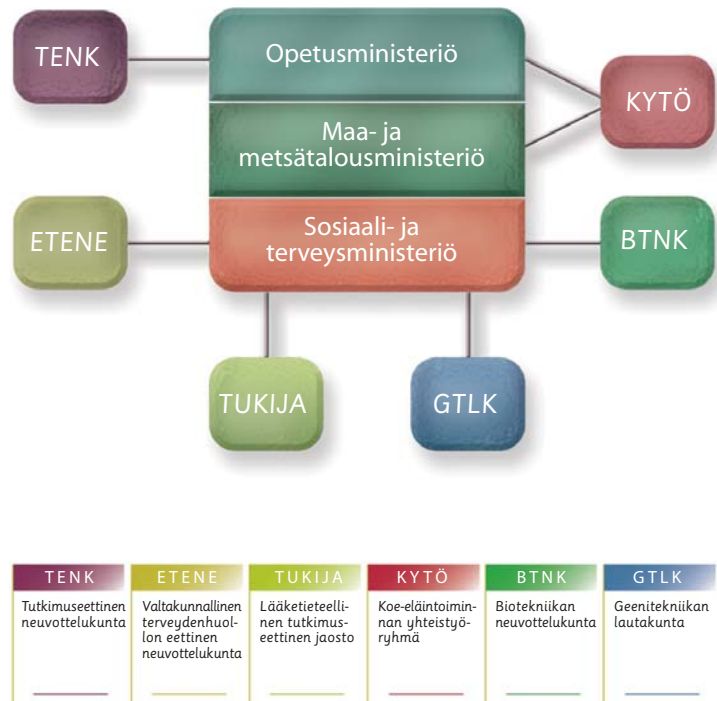 TENK
Opetusministeriö
KYTÖ
Maa- ja
metsätalousministeriö
ETENE
Sosiaali- ja
terveysministeriö
BTNK
TUKIJA
GTLK
TENK
Tutkimuseettinen
neuvottelukunta
ETENE
Valtakunnallinen
terveydenhuol-
lon eettinen
neuvottelukunta
TUKIJA
Lääketieteelli-
nen tutkimus-
eettinen jaosto
KYTÖ
Koe-eläintoimin-
nan yhteistyö-
ryhmä
BTNK
Biotekniikan
neuvottelukunta
GTLK
Geenitekniikan
lautakunta